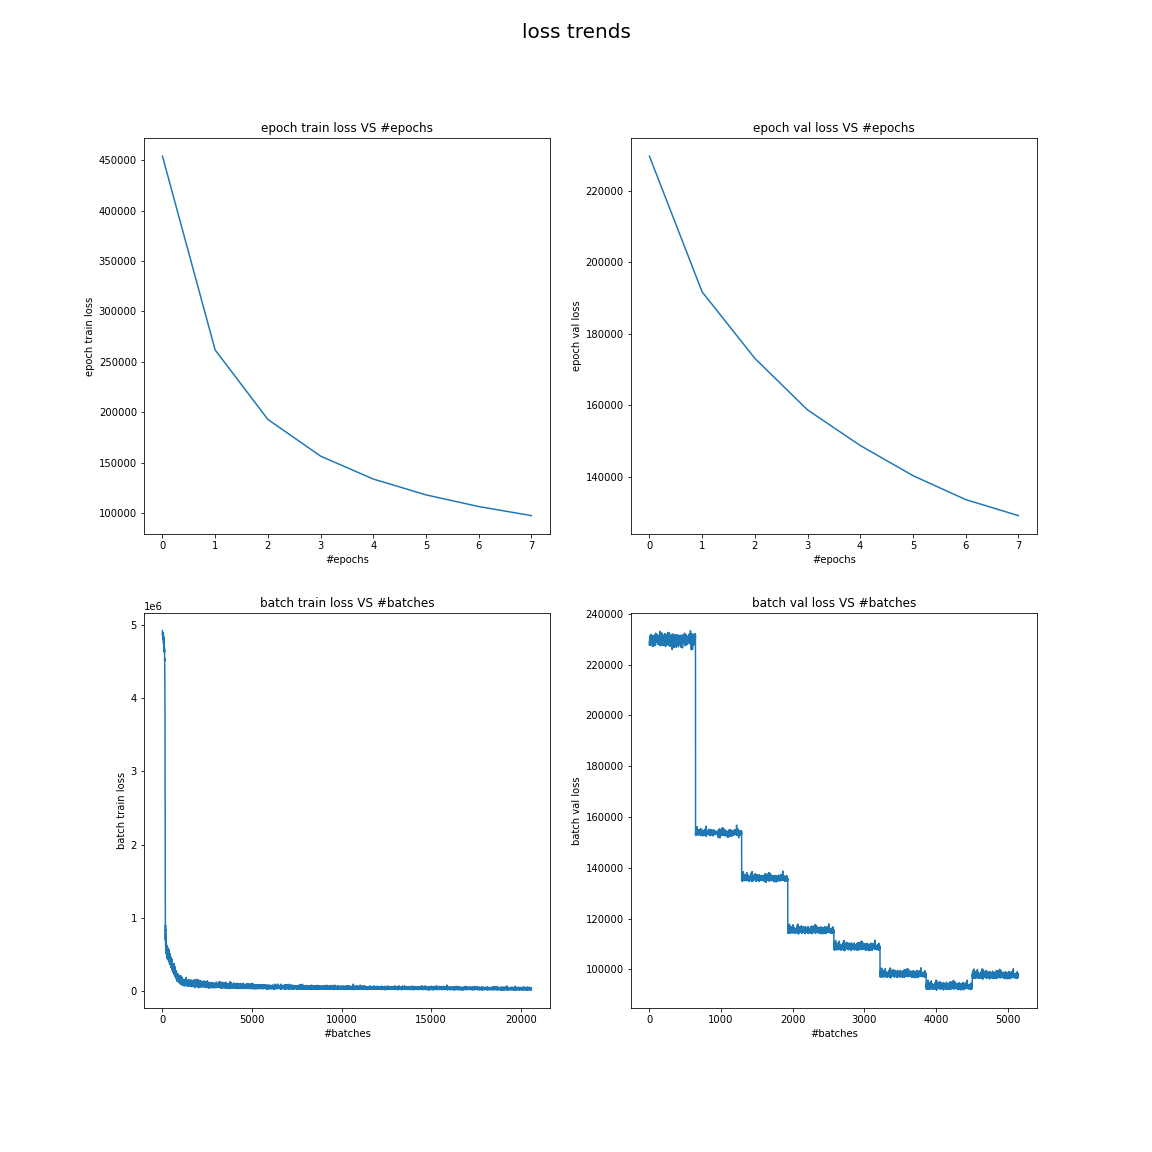 loss trends
epoch train loss VS #epochs
450000
400000
350000
300000
250000
200000
150000
100000
epoch train loss
0 1 2 3 4 5 6 7
#epochs
epoch val loss VS #epochs
220000
200000
180000
160000
140000
epoch val loss
0 1 2 3 4 5 6 7
#epochs
batch train loss VS #batches
1e6
5
4
3
2
1
0
batch train loss
0 5000 10000 15000 20000
#batches
batch val loss VS #batches
240000
220000
200000
180000
160000
140000
120000
100000
batch val loss
0 1000 2000 3000 4000 5000
#batches